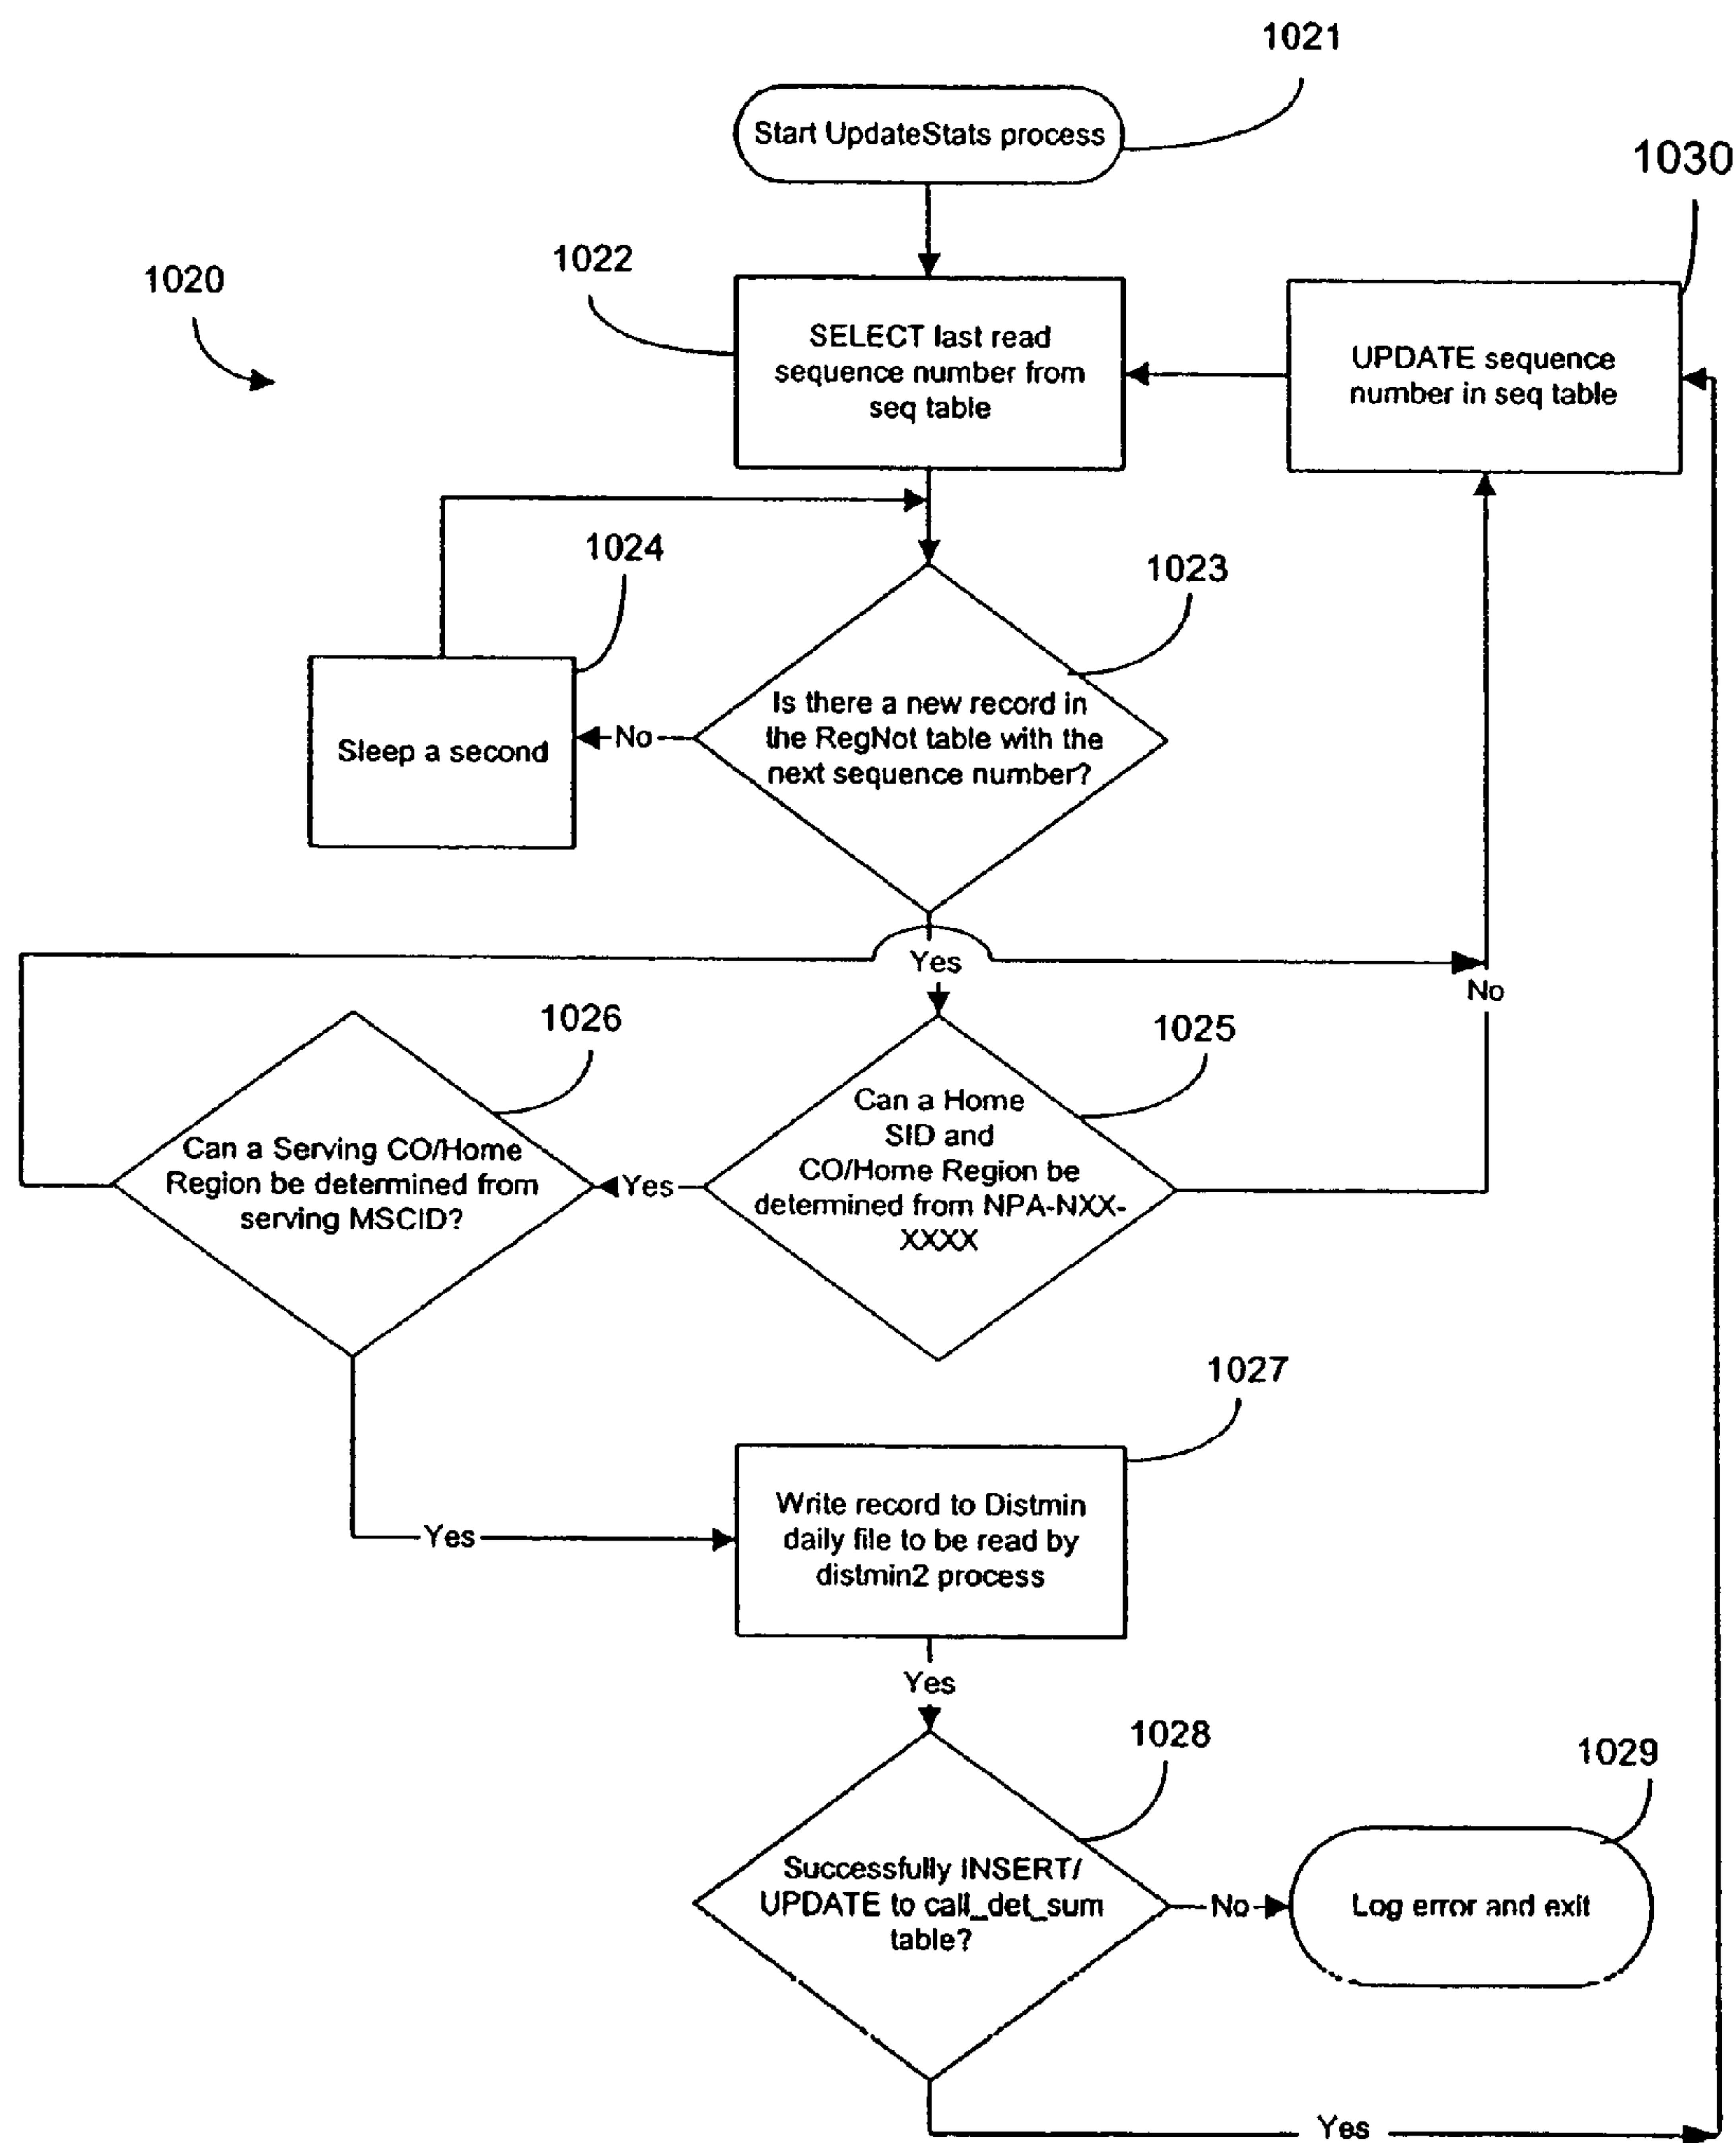 1021
Start UpdateStats process
1030
1022
1020
SELECT last read
sequence number from
seq table
UPDATE sequence
number in seq table
1024
1023
Is there a new record in
the RegNot table with the
next sequence number?
No
Sleep a second
Yes
No
1026
1025
Can a Home
SID and
CO/Home Region be
determined from NPA-NXX-
XXXX
Can a Serving CO/Home
Region be determined from
serving MSCID?
Yes
1027
Write record to Distmin
daily file to be read by
distmin2 process
Yes
Yes
1028
1029
Successfully INSERT/
UPDATE to call_det_sum
table?
No
Log error and exit
Yes